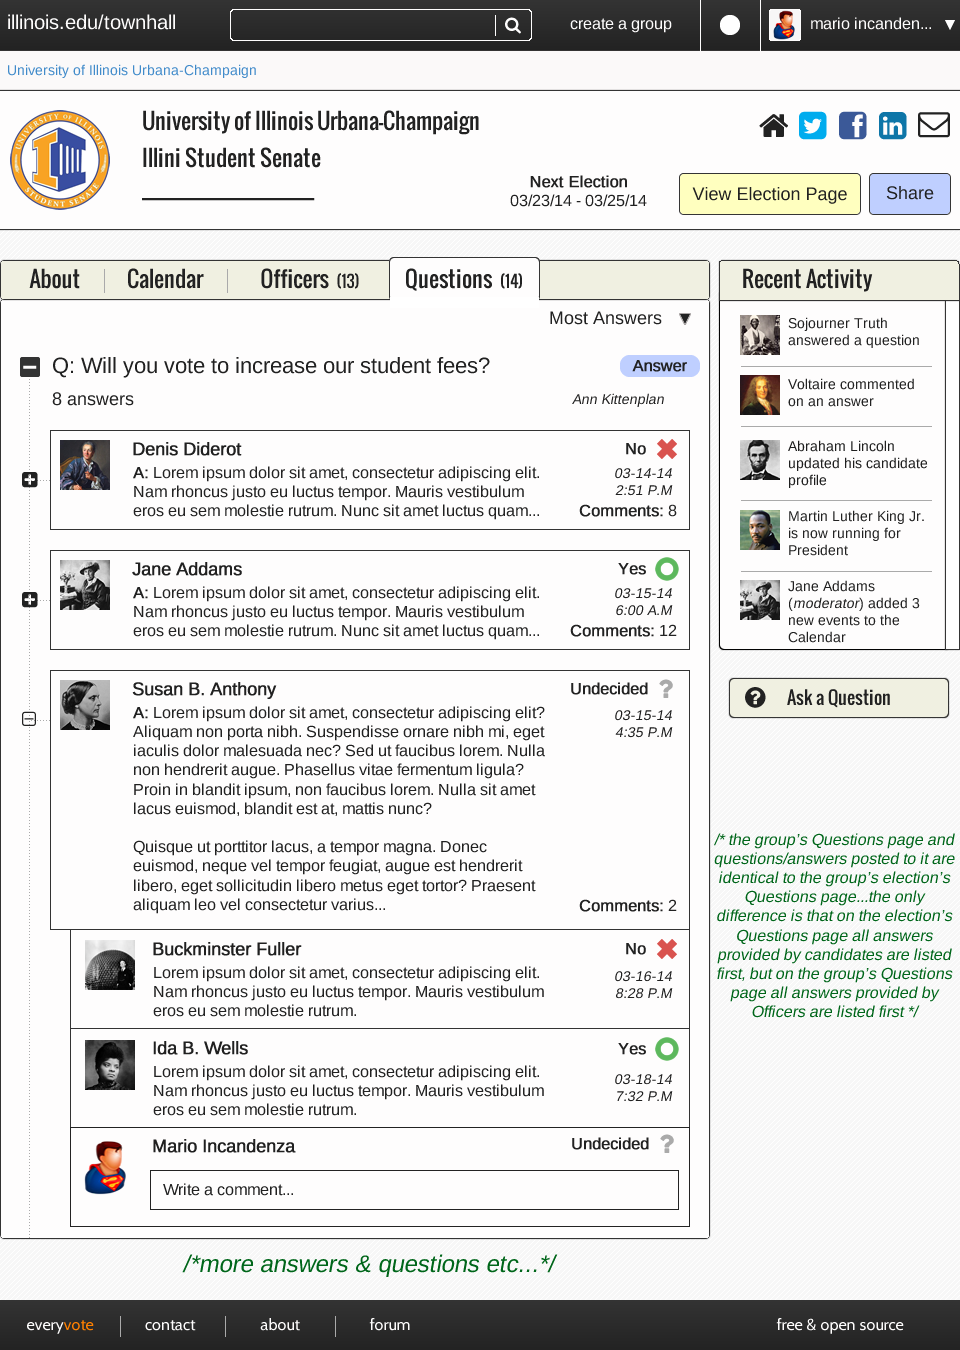 illinois.edu/townhall
create a group
mario incanden... ▼
University of Illinois Urbana-Champaign
UNIVERSITY OF ILLINOIS
STUDENT SENATE
University of Illinois Urbana-Champaign
Illini Student Senate
Next Election
03/23/14 - 03/25/14
View Election Page
Share
About
Calendar
Officers (13)
Questions (14)
Most Answers ▼
Q: Will you vote to increase our student fees?
Answer
8 answers
Ann Kittenplan
Denis Diderot
No
A: Lorem ipsum dolor sit amet, consectetur adipiscing elit.
Nam rhoncus justo eu luctus tempor. Mauris vestibulum
eros eu sem molestie rutrum. Nunc sit amet luctus quam...
03-14-14
2:51 P.M
Comments: 8
Jane Addams
Yes
A: Lorem ipsum dolor sit amet, consectetur adipiscing elit.
Nam rhoncus justo eu luctus tempor. Mauris vestibulum
eros eu sem molestie rutrum. Nunc sit amet luctus quam...
03-15-14
6:00 A.M
Comments: 12
Susan B. Anthony
Undecided ?
A: Lorem ipsum dolor sit amet, consectetur adipiscing elit?
Aliquam non porta nibh. Suspendisse ornare nibh mi, eget
iaculis dolor malesuada nec? Sed ut faucibus lorem. Nulla
non hendrerit augue. Phasellus vitae fermentum ligula?
Proin in blandit ipsum, non faucibus lorem. Nulla sit amet
lacus euismod, blandit est at, mattis nunc?
03-15-14
4:35 P.M
Quisque ut porttitor lacus, a tempor magna. Donec
euismod, neque vel tempor feugiat, augue est hendrerit
libero, eget sollicitudin libero metus eget tortor? Praesent
aliquam leo vel consectetur varius...
Comments: 2
Buckminster Fuller
No
Lorem ipsum dolor sit amet, consectetur adipiscing elit.
Nam rhoncus justo eu luctus tempor. Mauris vestibulum
eros eu sem molestie rutrum.
03-16-14
8:28 P.M
Ida B. Wells
Yes
Lorem ipsum dolor sit amet, consectetur adipiscing elit.
Nam rhoncus justo eu luctus tempor. Mauris vestibulum
eros eu sem molestie rutrum.
03-18-14
7:32 P.M
Mario Incandenza
Undecided ?
Write a comment...
/*more answers & questions etc...*/
Recent Activity
Sojourner Truth
answered a question
Voltaire commented
on an answer
Abraham Lincoln
updated his candidate
profile
Martin Luther King Jr.
is now running for
President
Jane Addams
(moderator) added 3
new events to the
Calendar
Ask a Question
/* the group's Questions page and
questions/answers posted to it are
identical to the group's election's
Questions page...the only
difference is that on the election's
Questions page all answers
provided by candidates are listed
first, but on the group's Questions
page all answers provided by
Officers are listed first */
everyvote
contact
about
forum
free & open source